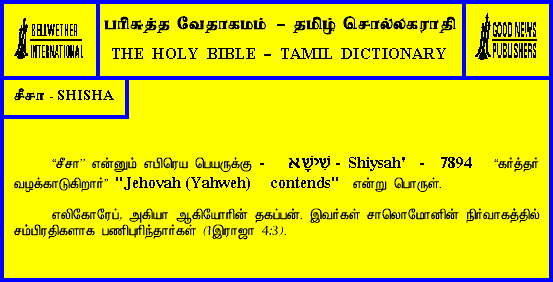 BELLWETHER
INTERNATIONAL
பரிசுத்த வேதாகமம் – தமிழ் சொல்லகராதி
THE HOLY BIBLE – TAMIL DICTIONARY
GOOD NEWS
PUBLISHERS
சீசா - SHISHA
“சீசா” என்னும் எபிரெய பெயருக்கு - שׁישׁא - Shiysah' - 7894 “கர்த்தர்
வழக்காடுகிறார்” "Jehovah (Yahweh) contends" என்று பொருள்.
எலிகோரேப், அகியா ஆகியோரின் தகப்பன். இவர்கள் சாலொமோனின் நிர்வாகத்தில்
சம்பிரதிகளாக பணிபுரிந்தார்கள் (1இராஜா 4:3).